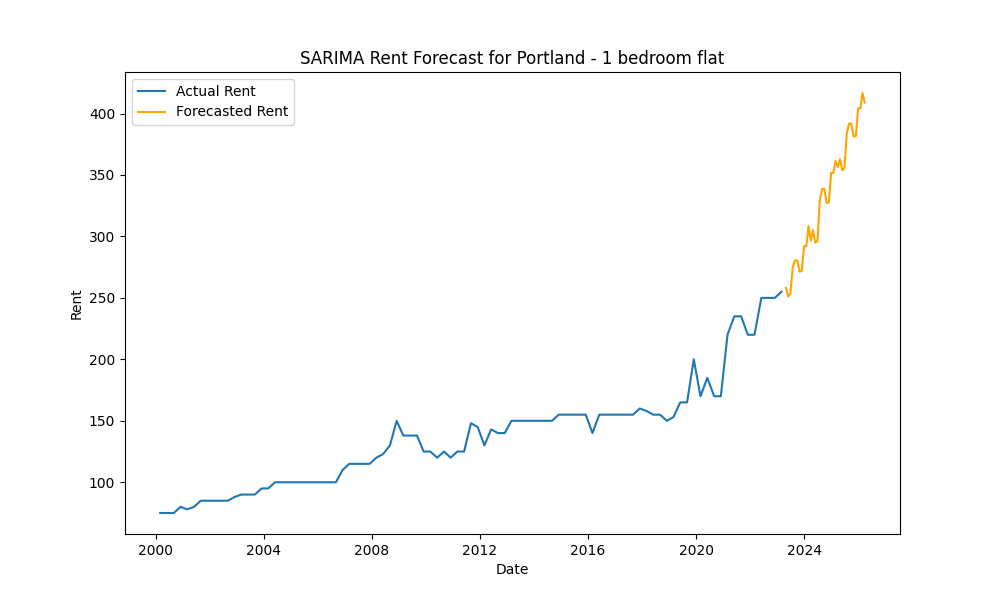 SARIMA Rent Forecast for Portland - 1 bedroom flat
Actual Rent
Forecasted Rent
400
350
300
250
200
150
100
Rent
2000 2004 2008 2012 2016 2020 2024
Date